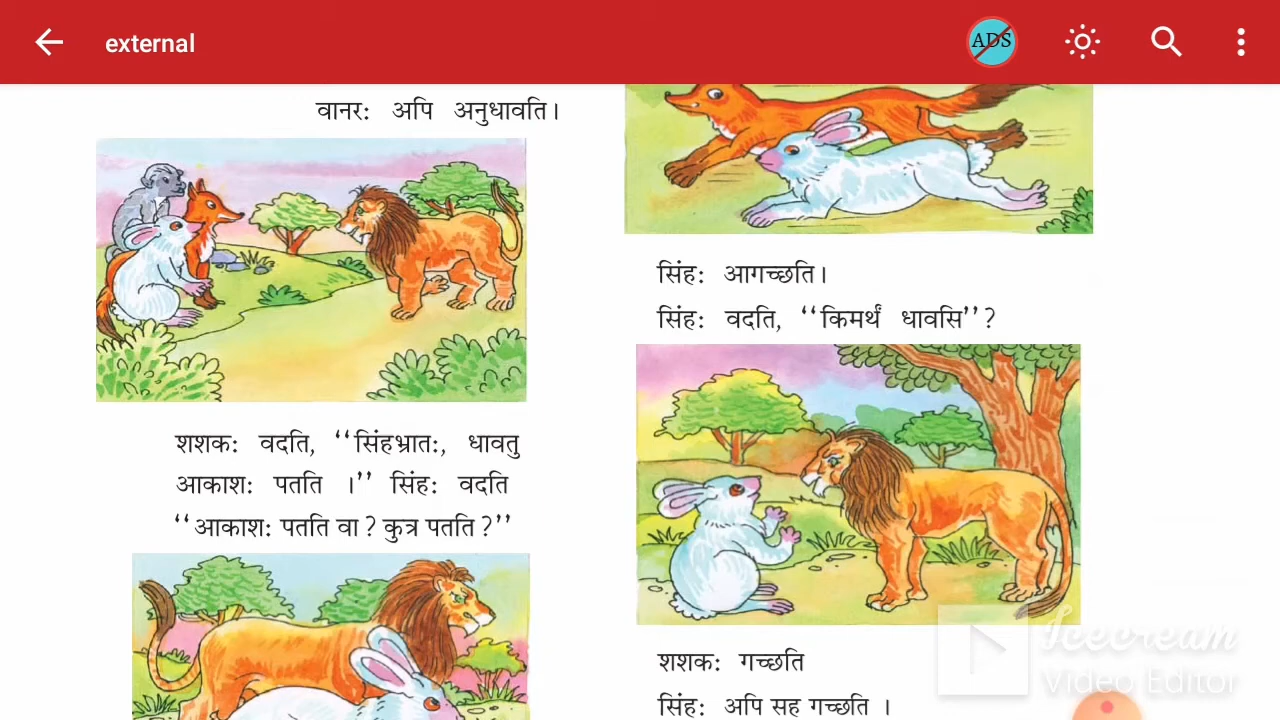 external
ADS
वानरः अपि अनुधावति।
सिंहः आगच्छति।
सिंहः वदति, “किमर्थं धावसि”?
शशकः वदति, “सिंहभ्रातः, धावतु
आकाशः पतति ।” सिंहः वदति
“आकाशः पतति वा? कुत्र पतति?”
शशकः गच्छति
सिंहः अपि सह गच्छति ।
Icecream
Video Editor